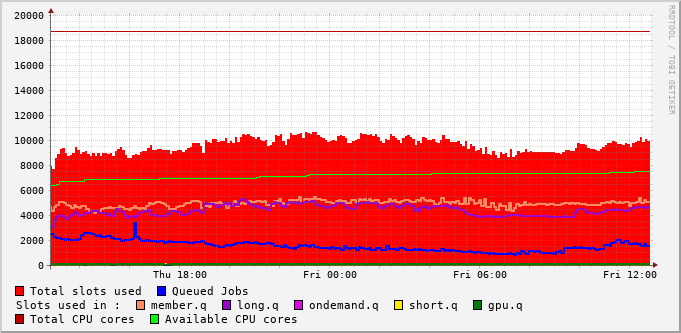 20000
18000
16000
14000
12000
10000
8000
6000
4000
2000
0
Thu 18:00 Fri 00:00 Fri 06:00 Fri 12:00
Total slots used Queued Jobs
Slots used in : member.q long.q ondemand.q short.q gpu.q
Total CPU cores Available CPU cores
RRDTOOL / TOBI OETIKER